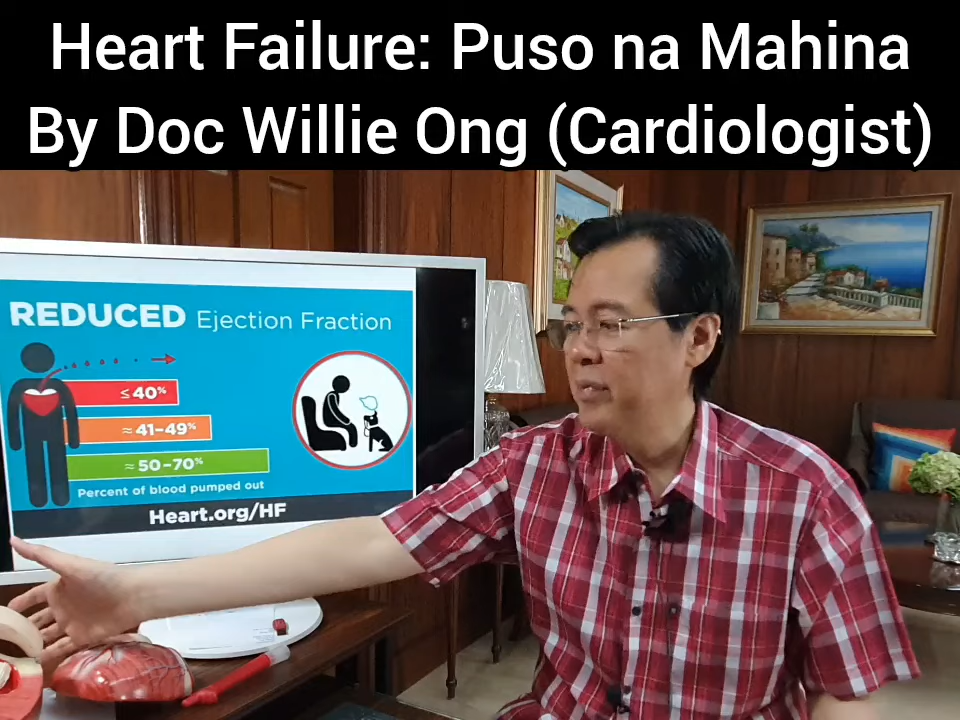 Heart Failure: Puso na Mahina
By Doc Willie Ong (Cardiologist)
REDUCED Ejection Fraction
≤40%
≈41–49%
≈50–70%
Percent of blood pumped out
Heart.org/HF